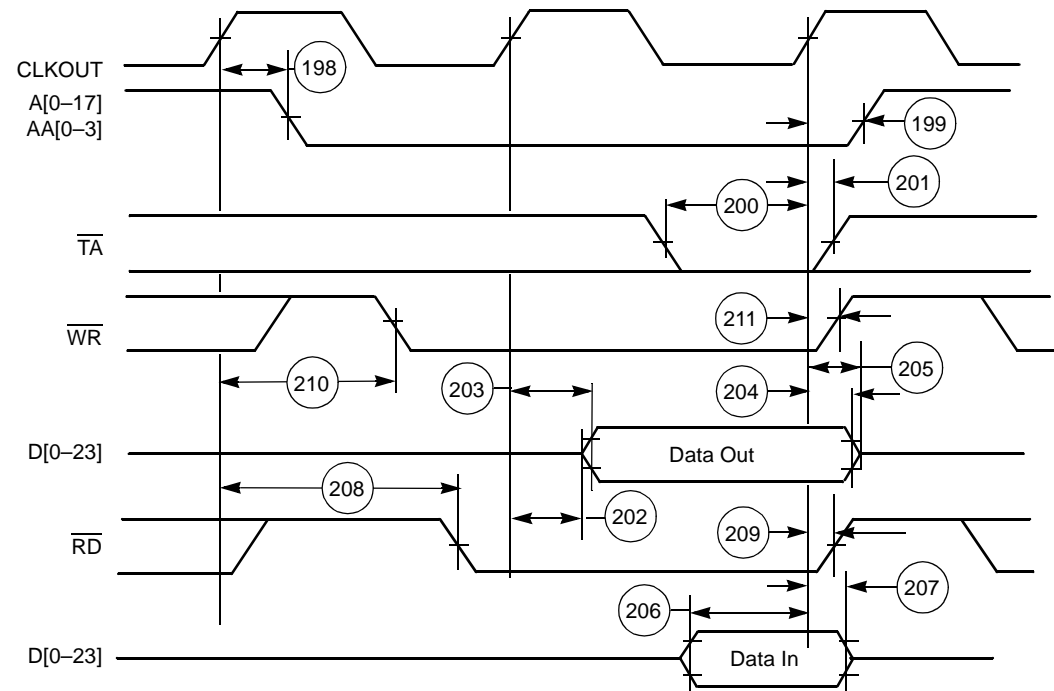 CLKOUT
198
A[0–17]
AA[0–3]
199
201
200
TA
211
WR
205
210
203
204
D[0–23]
Data Out
208
202
209
RD
207
206
D[0–23]
Data In